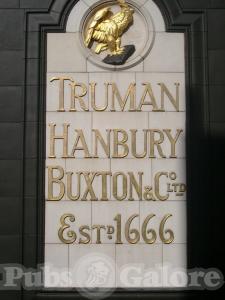 TRUMAN
HANBURY
BUXTON & Co LTD
EstD 1666
Pubs Galore